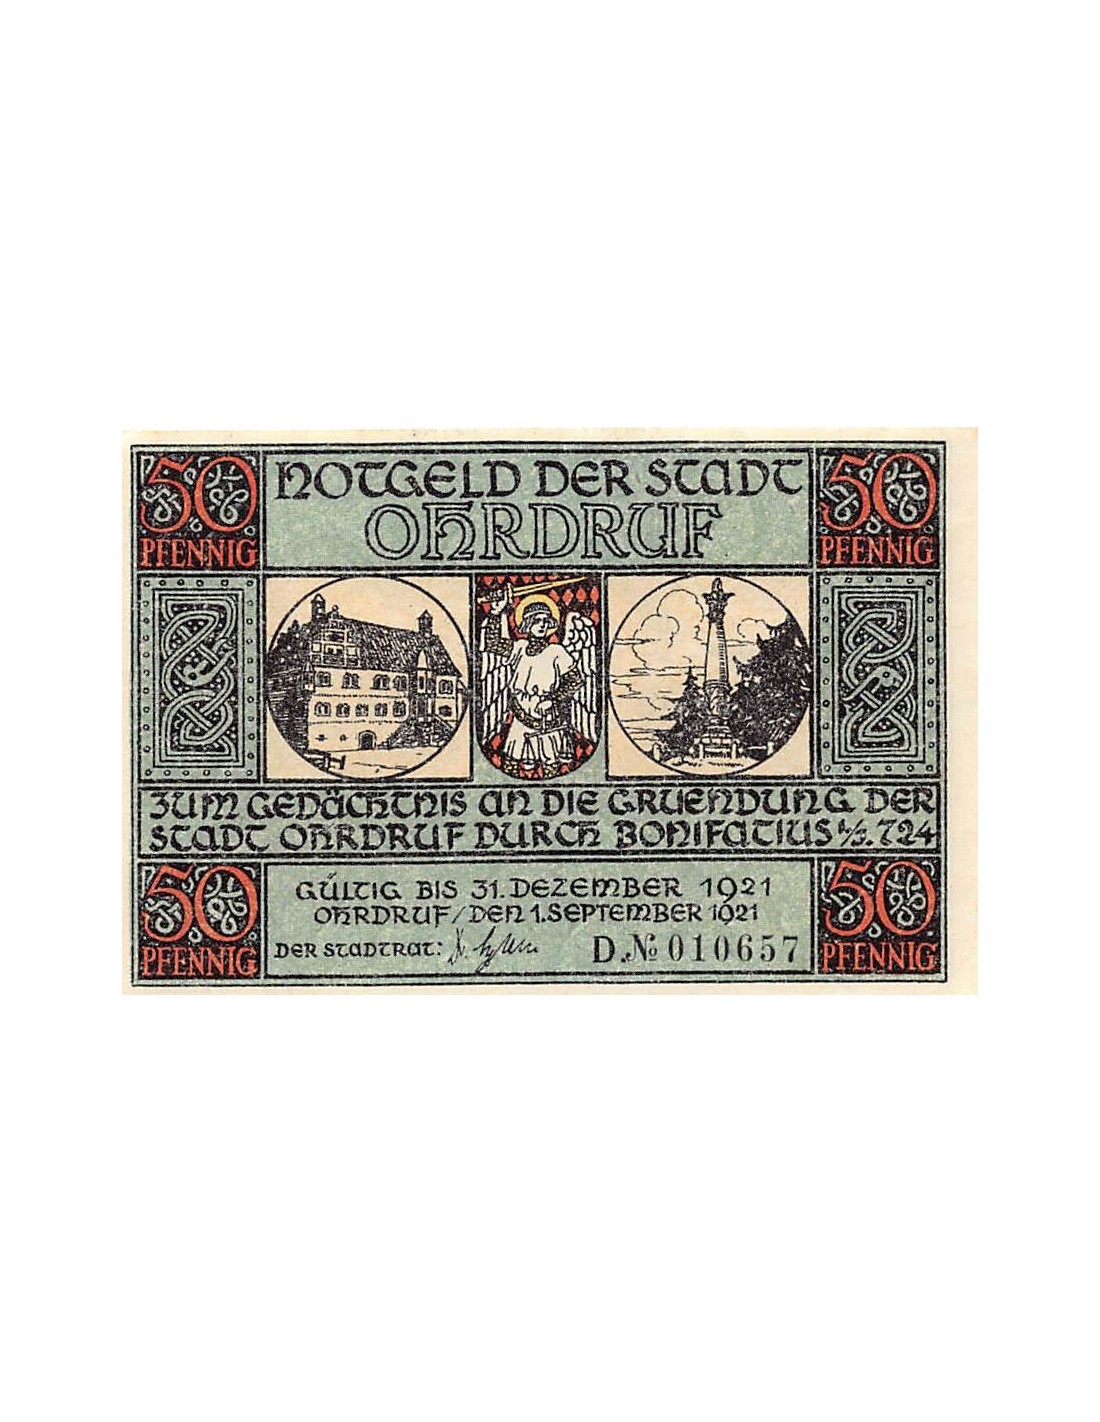 50 NOTGELD DER STADT 50
PFENNIG OHRDRUF PFENNIG
ZUM GEDÄCHTNIS AN DIE GRUENDUNG DER
STADT OHRDRUF DURCH BONIFATIUS i/J. 724
50 GÜLTIG BIS 31. DEZEMBER 1921 50
OHRDRUF/DEN 1. SEPTEMBER 1921
PFENNIG DER STADTRAT: D. № 010657 PFENNIG